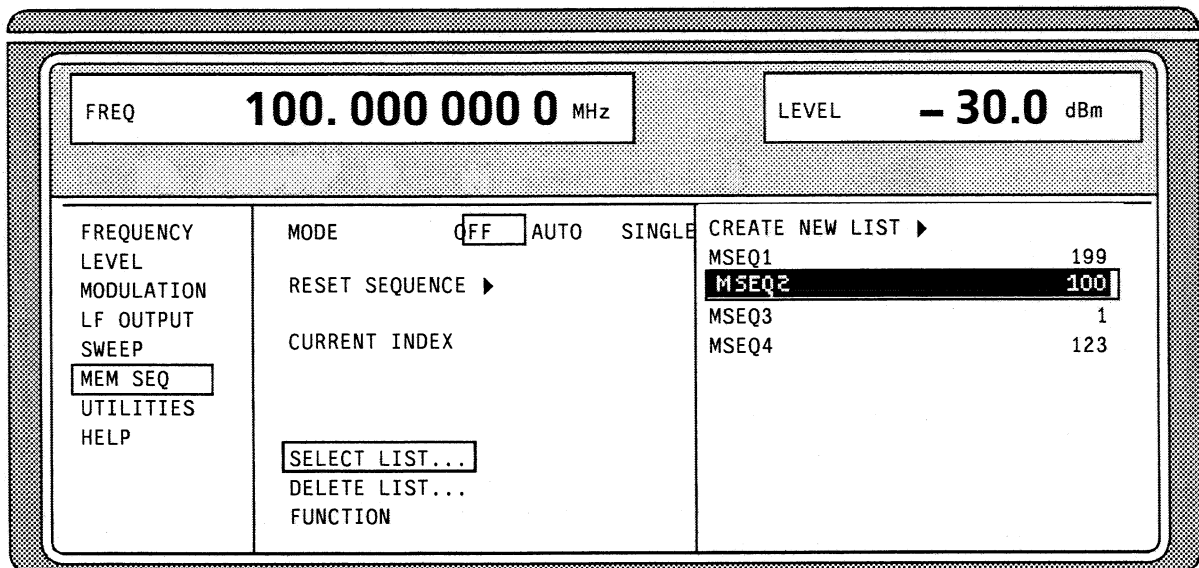 FREQ 100. 000 000 0 MHz LEVEL – 30.0 dBm
FREQUENCY
LEVEL
MODULATION
LF OUTPUT
SWEEP
MEM SEQ
UTILITIES
HELP
MODE OFF AUTO SINGLE
RESET SEQUENCE ▶
CURRENT INDEX
SELECT LIST...
DELETE LIST...
FUNCTION
CREATE NEW LIST ▶
MSEQ1 199
MSEQ2 100
MSEQ3 1
MSEQ4 123